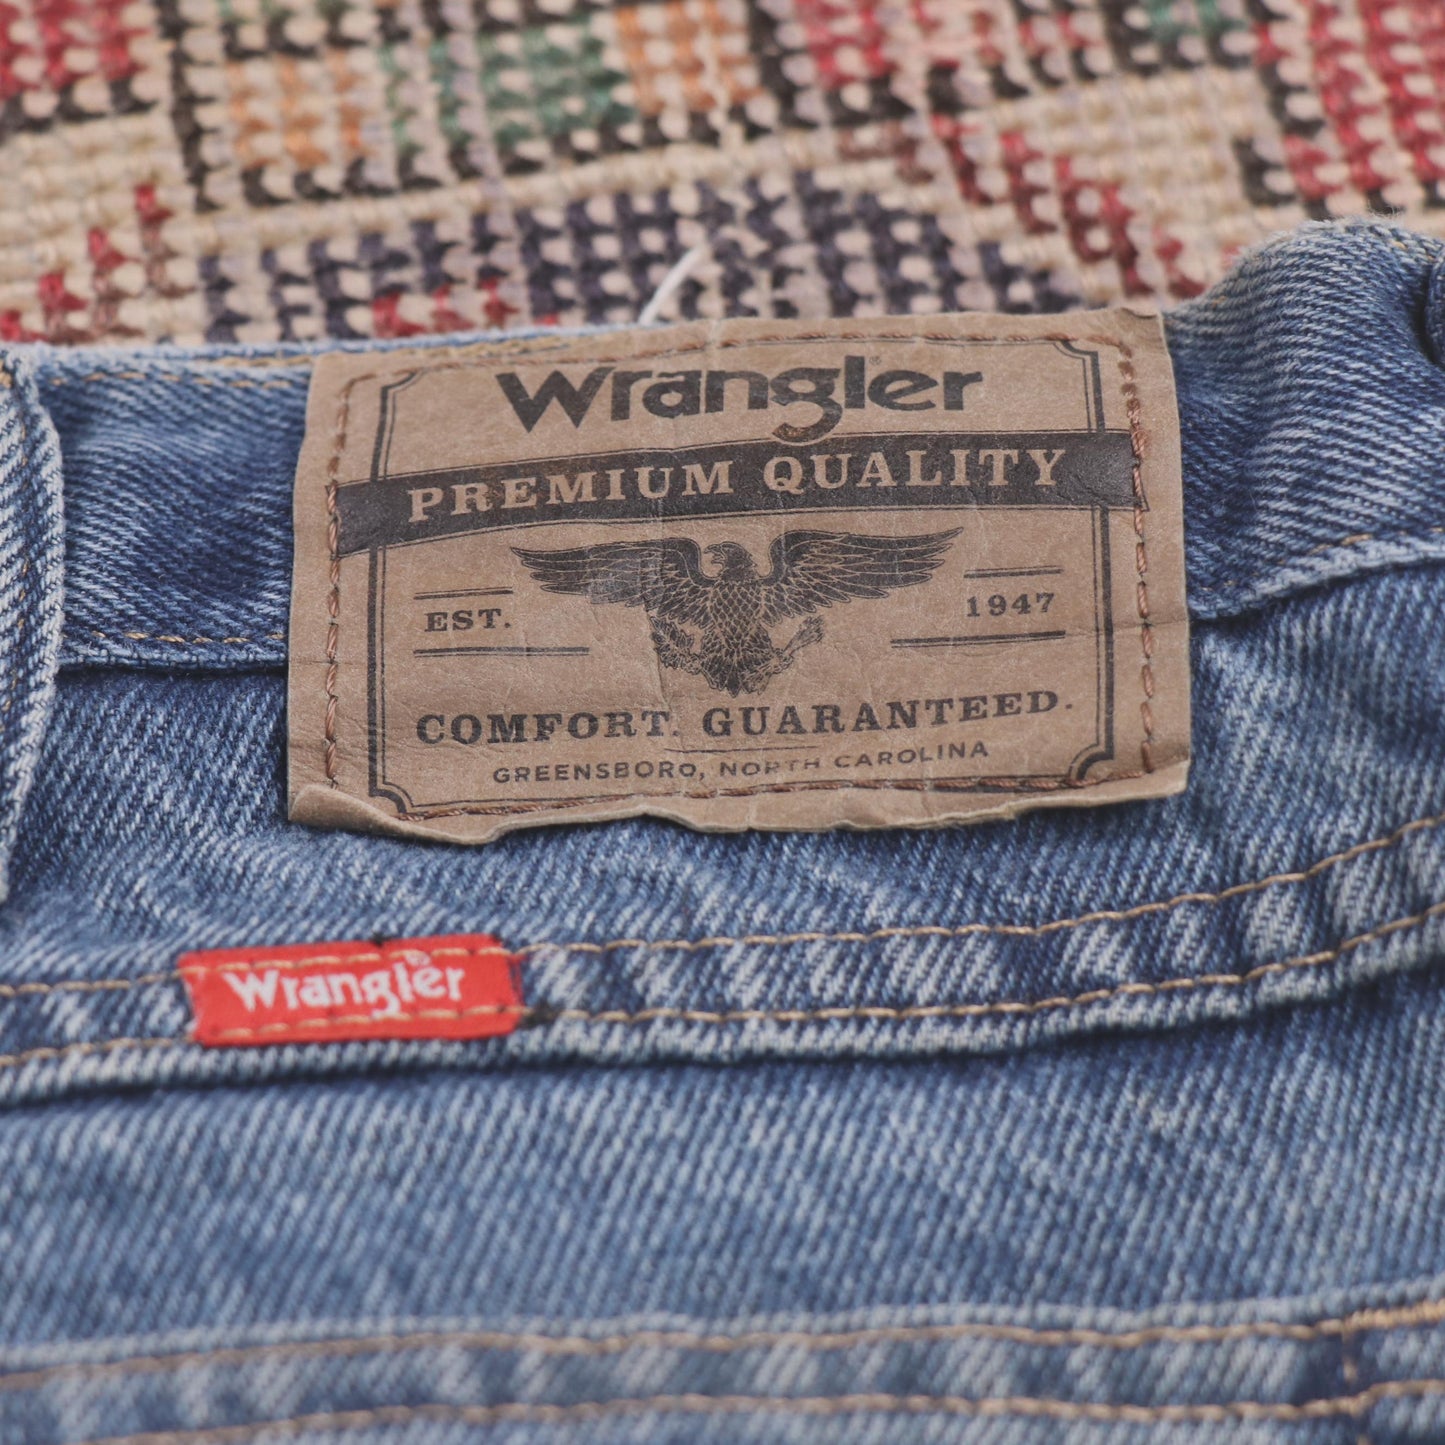 Wrangler®
PREMIUM QUALITY
EST. 1947
COMFORT. GUARANTEED.
GREENSBORO, NORTH CAROLINA
Wrangler®